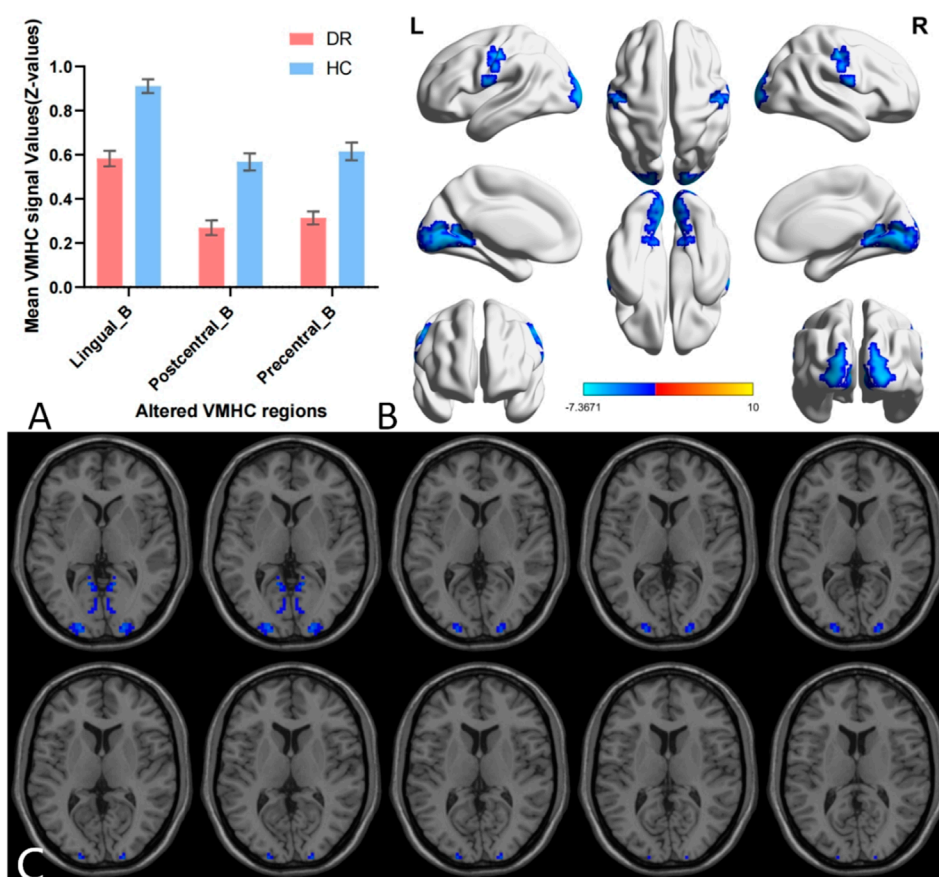 DR
HC
Mean VMHC signal Values(Z-values)
1.0
0.8
0.6
0.4
0.2
0.0
Lingual_B
Postcentral_B
Precentral_B
Altered VMHC regions
A
L
R
-7.3671
10
B
C